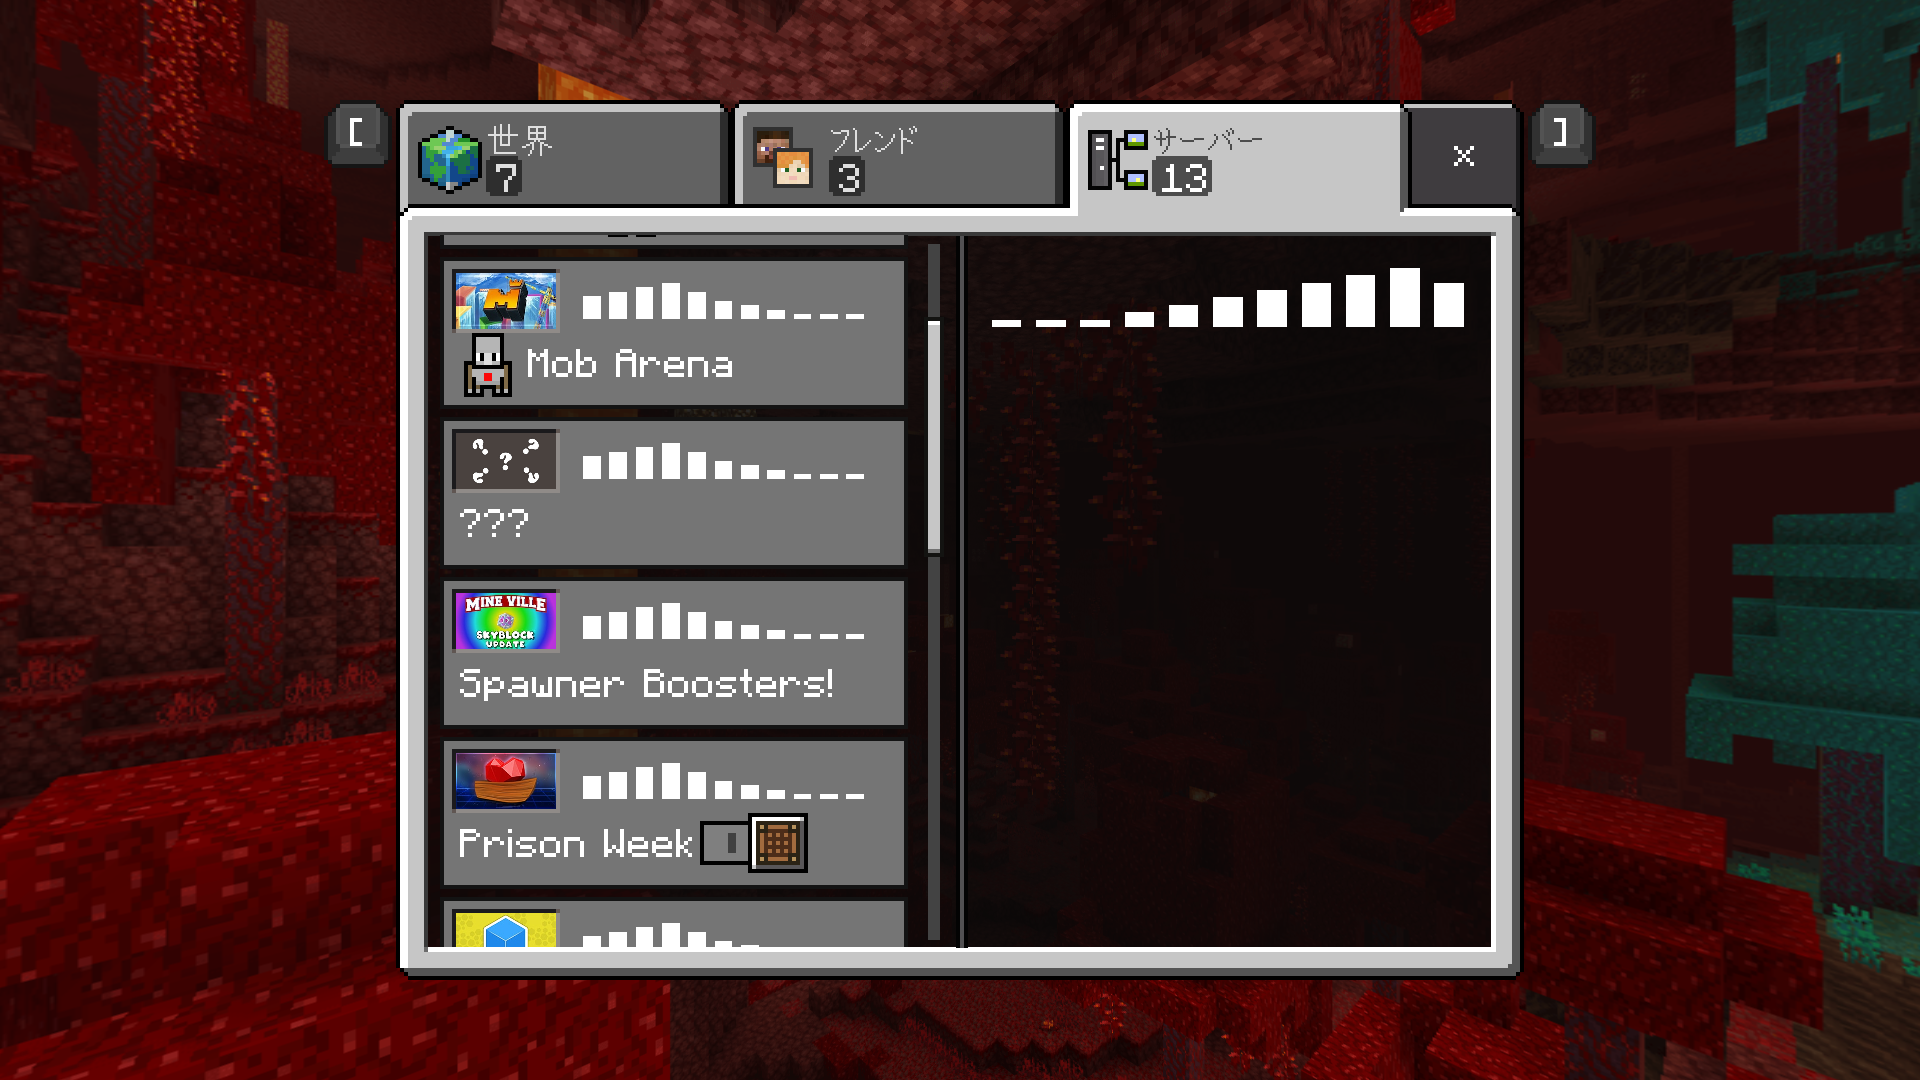 [
世界
7
フレンド
3
サーバー
13
×
]
M
Mob Arena
?
???
MINE VILLE
SKYBLOCK
UPDATE
Spawner Boosters!
Prison Week